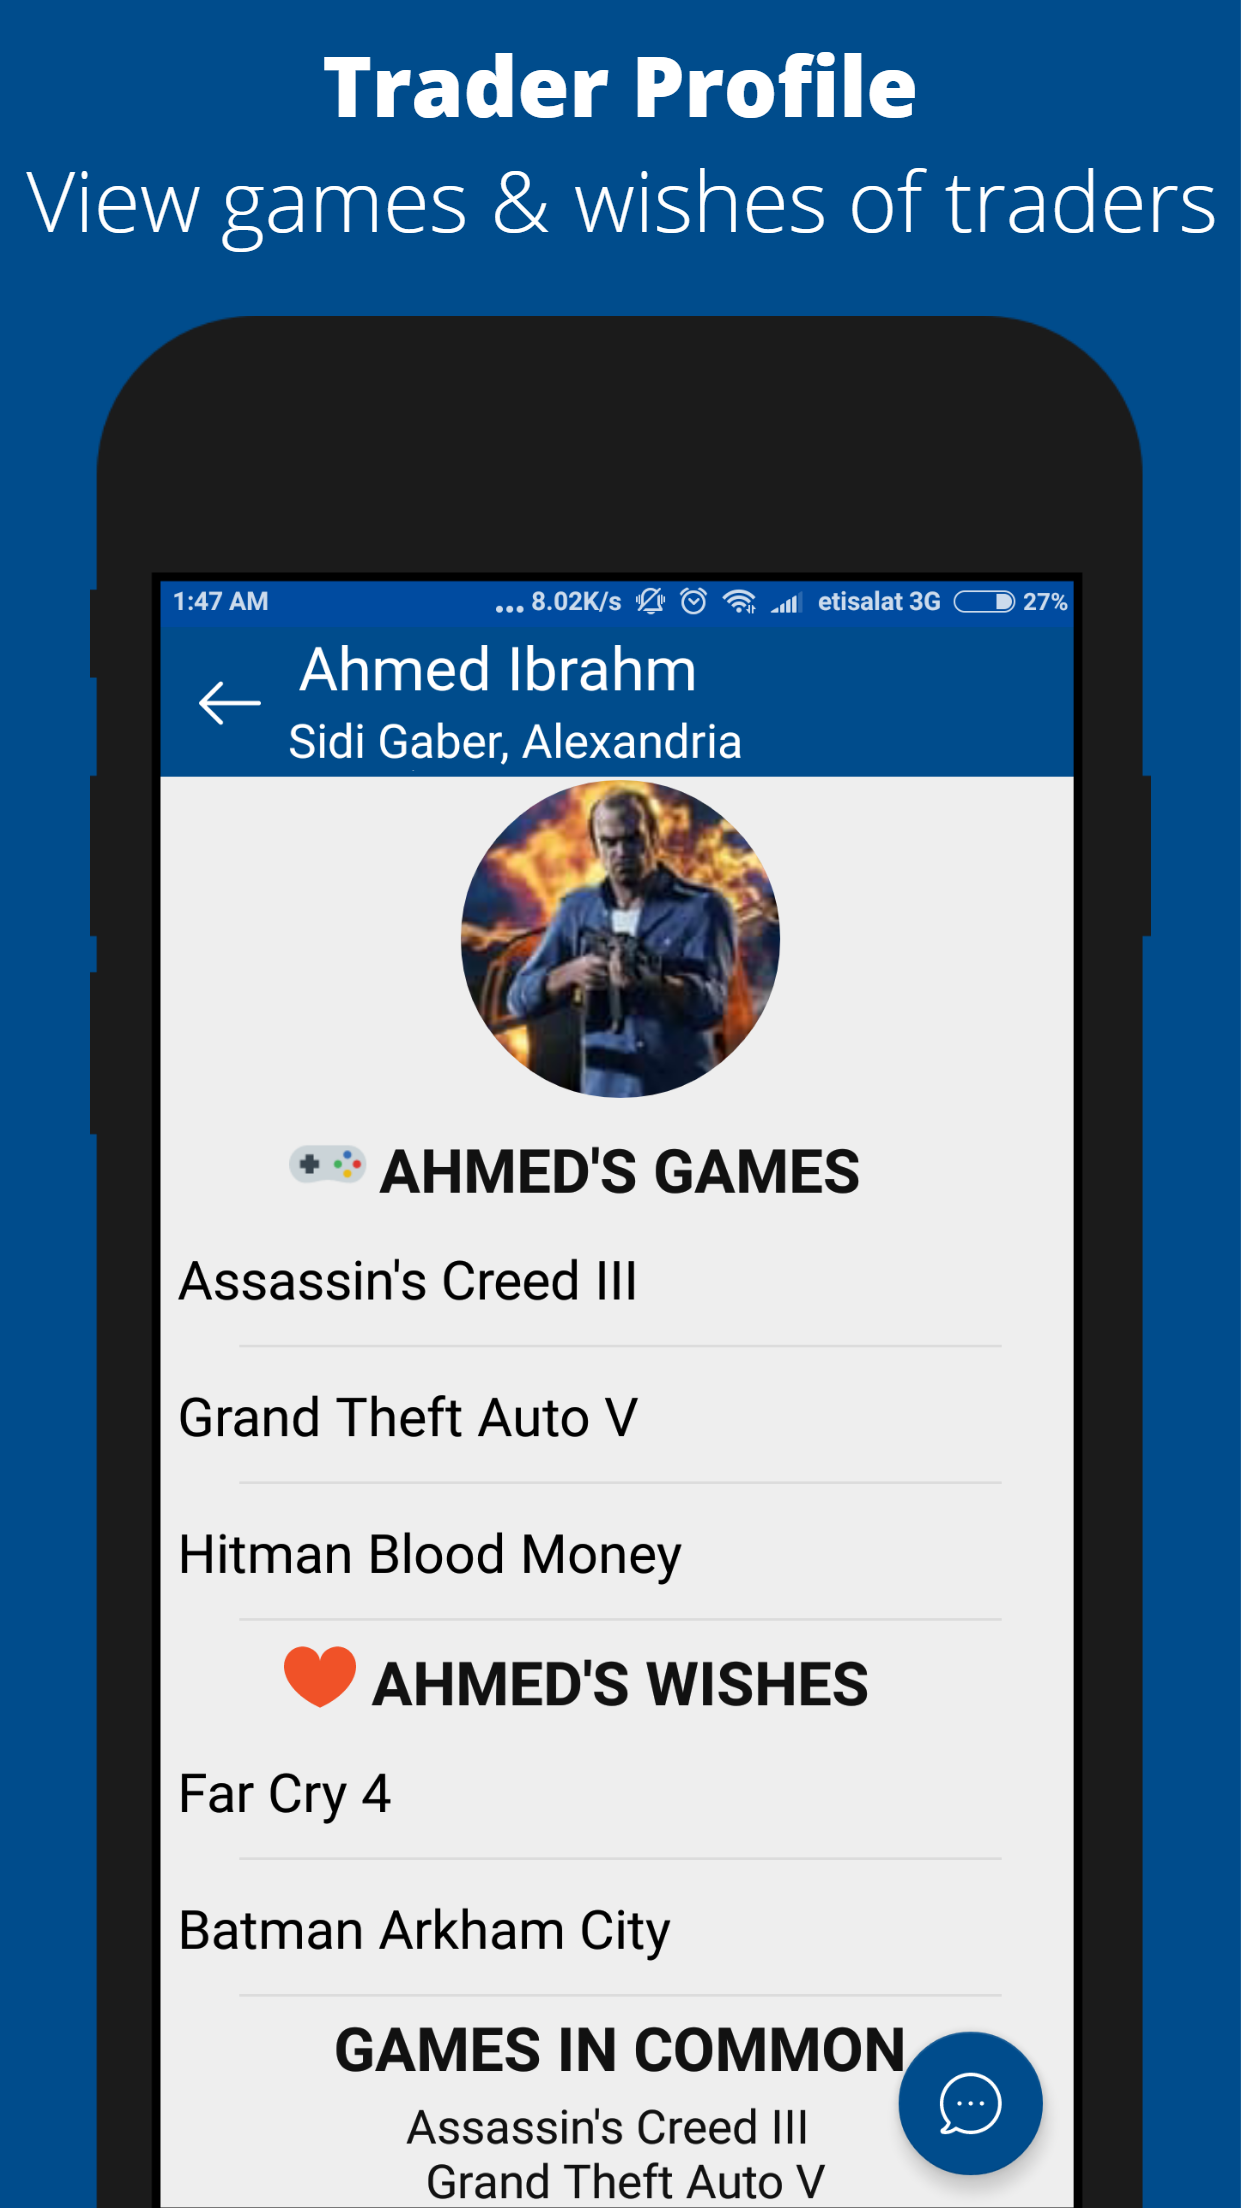 Trader Profile
View games & wishes of traders
1:47 AM ... 8.02K/s etisalat 3G 27%
Ahmed Ibrahm
Sidi Gaber, Alexandria
AHMED'S GAMES
Assassin's Creed III
Grand Theft Auto V
Hitman Blood Money
AHMED'S WISHES
Far Cry 4
Batman Arkham City
GAMES IN COMMON
Assassin's Creed III
Grand Theft Auto V